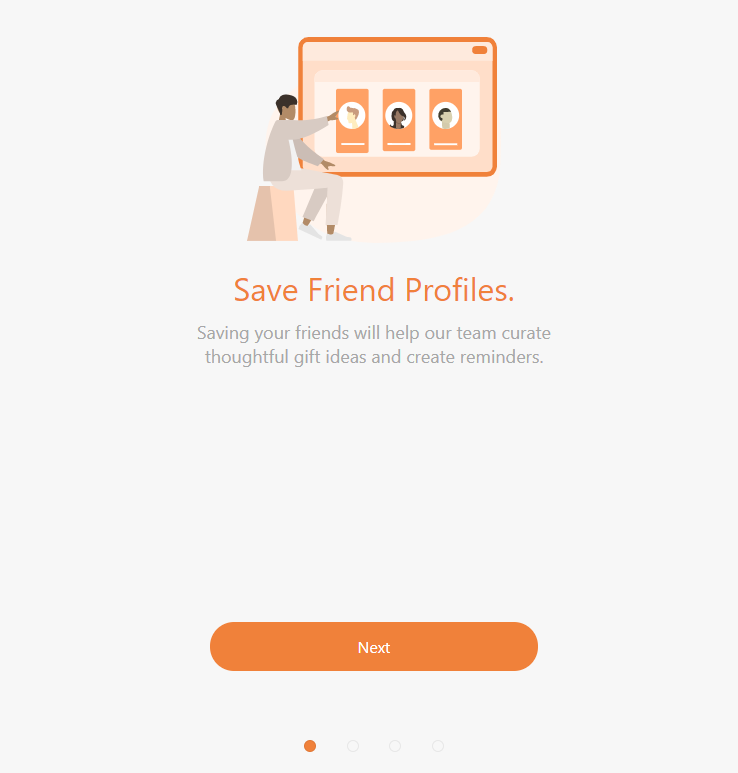 Save Friend Profiles.
Saving your friends will help our team curate
thoughtful gift ideas and create reminders.
Next